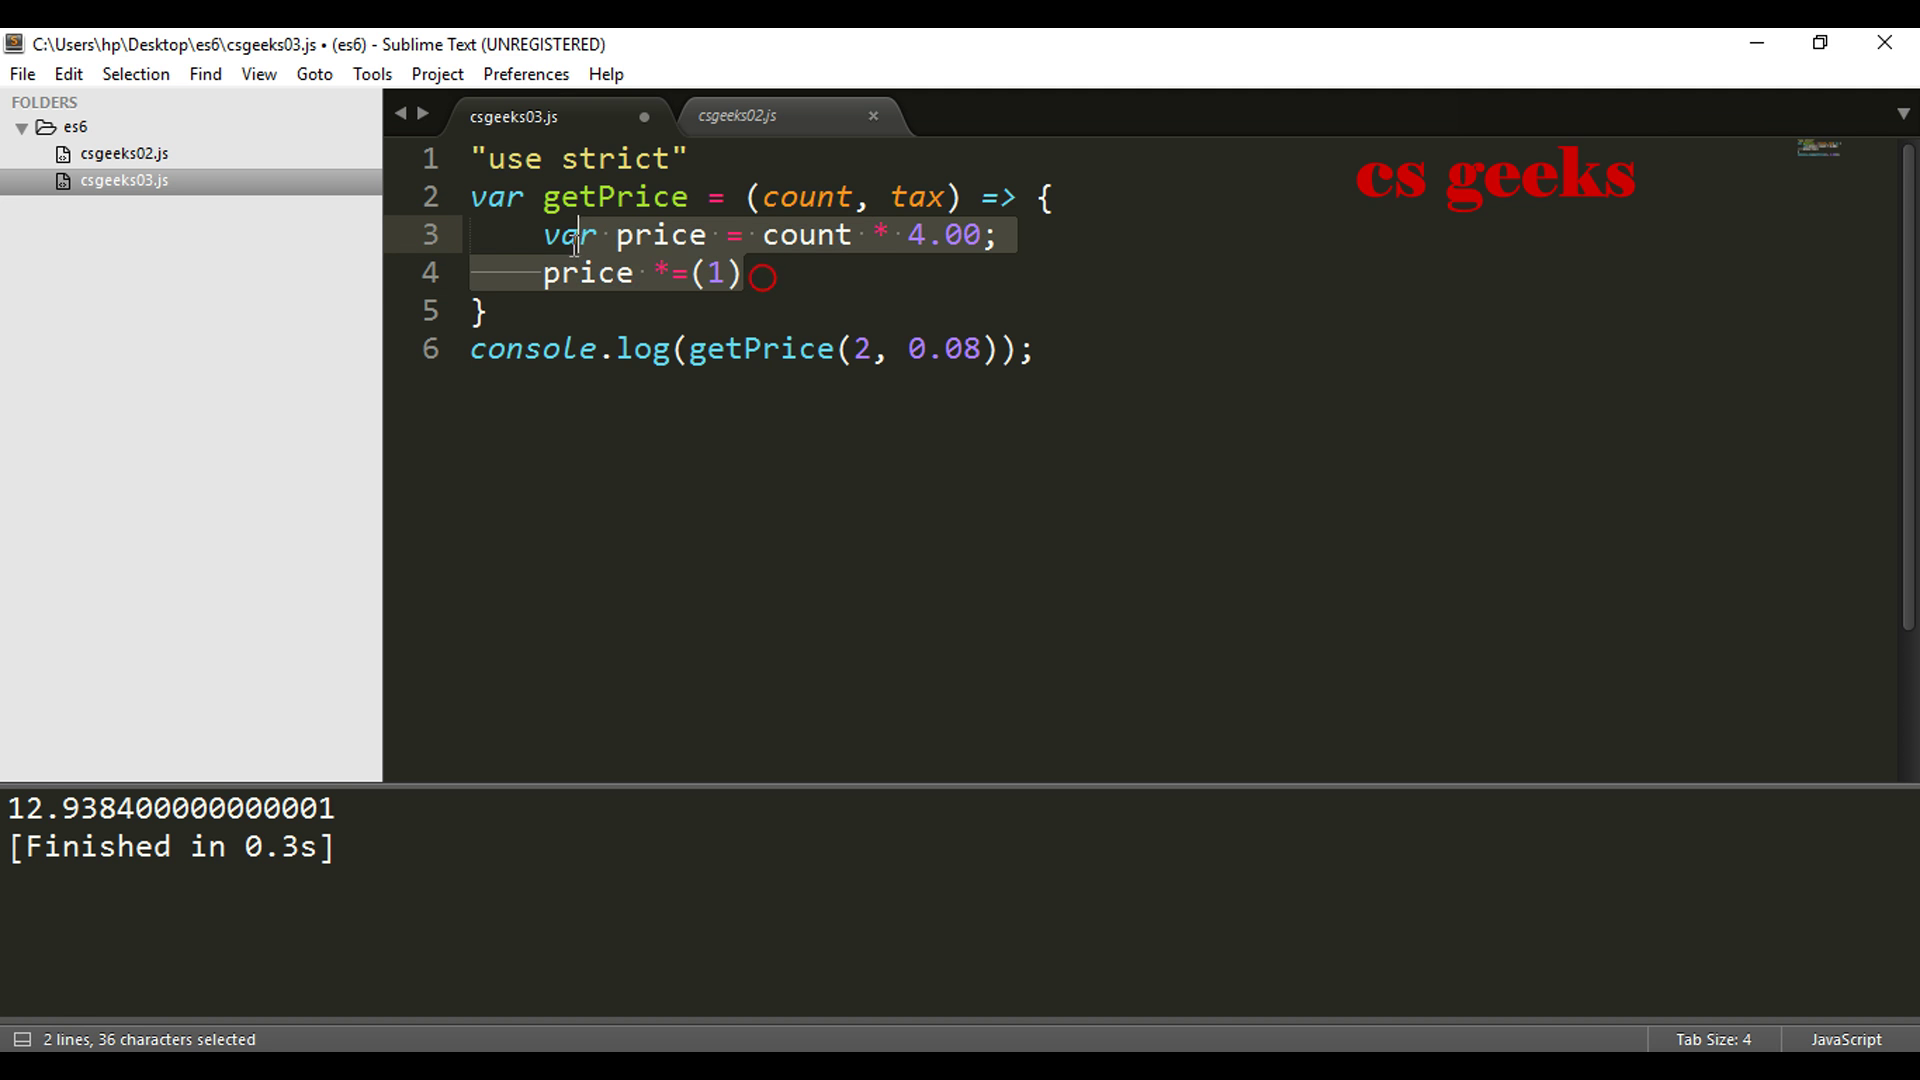 C:\Users\hp\Desktop\es6\csgeeks03.js • (es6) - Sublime Text (UNREGISTERED)
File Edit Selection Find View Goto Tools Project Preferences Help
FOLDERS
es6
csgeeks02.js
csgeeks03.js
csgeeks03.js csgeeks02.js
cs geeks
1 "use strict"
2 var getPrice = (count, tax) => {
3 var price = count * 4.00;
4 price *=(1)
5 }
6 console.log(getPrice(2, 0.08));
12.938400000000001
[Finished in 0.3s]
2 lines, 36 characters selected Tab Size: 4 JavaScript